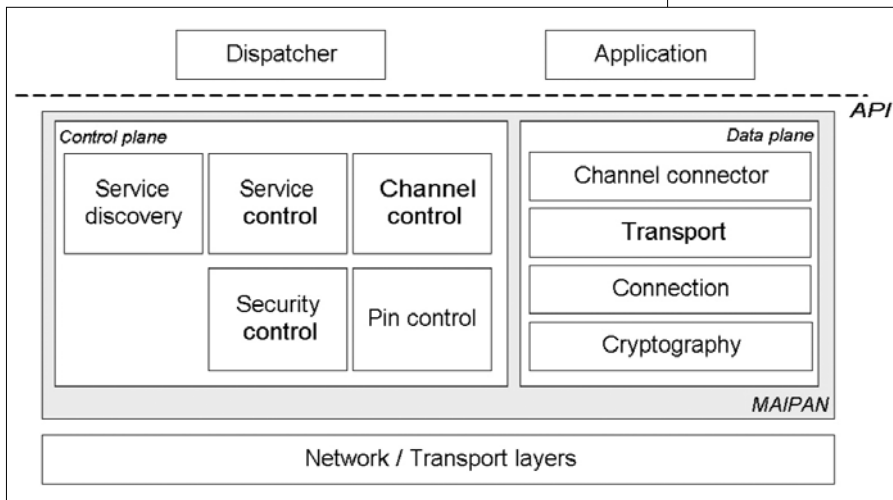 Dispatcher
Application
API
Control plane
Data plane
Service
discovery
Service
control
Channel
control
Security
control
Pin control
Channel connector
Transport
Connection
Cryptography
MAIPAN
Network / Transport layers